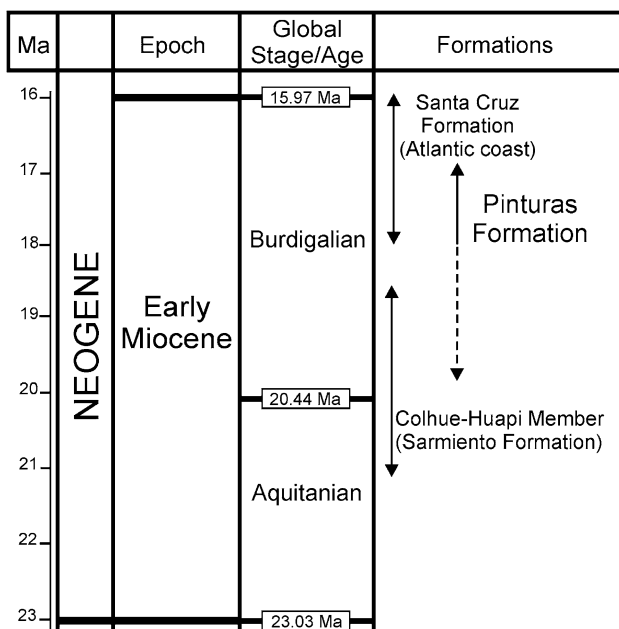 Ma
Epoch
Global
Stage/Age
Formations
16
17
18
19
20
21
22
23
NEOGENE
Early
Miocene
15.97 Ma
Burdigalian
20.44 Ma
Aquitanian
23.03 Ma
Santa Cruz
Formation
(Atlantic coast)
Pinturas
Formation
Colhue-Huapi Member
(Sarmiento Formation)